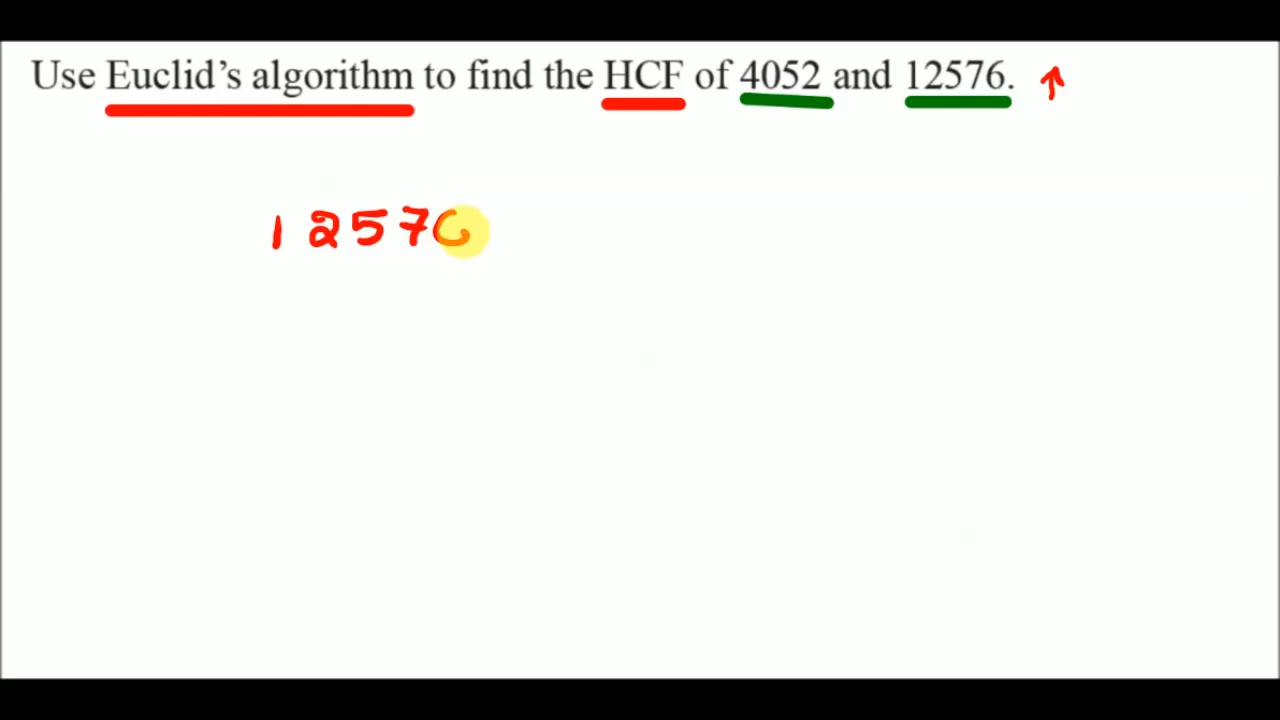 Use Euclid’s algorithm to find the HCF of 4052 and 12576. ↑
12576